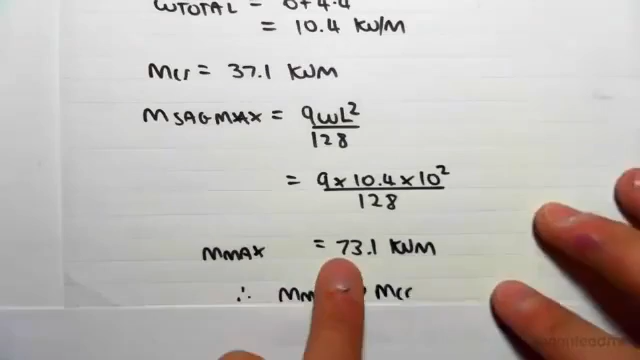 WTOTAL = 6+4.4
= 10.4 KN/M
Mcr = 37.1 KNM
MSAGMAX = 9WL²/128
= 9×10.4×10²/128
MMAX = 73.1 KNM
∴ Mcr